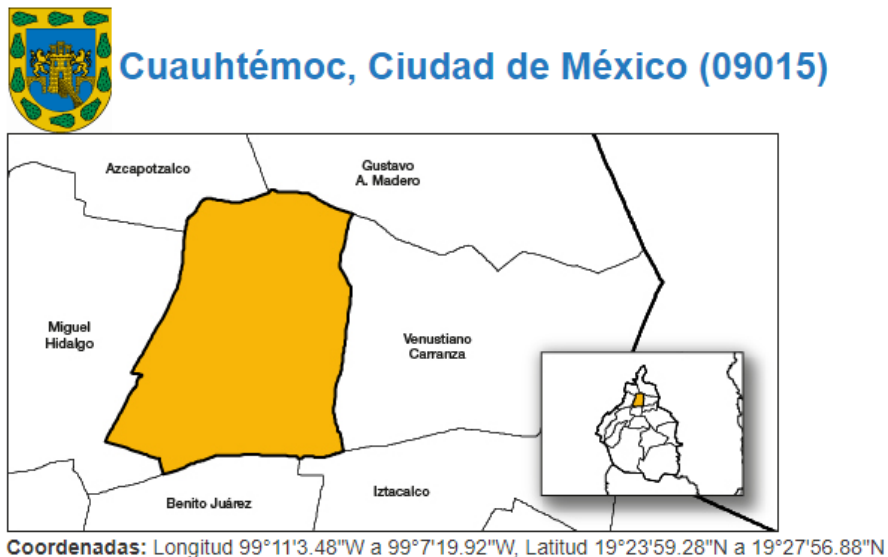 Cuauhtémoc, Ciudad de México (09015)
Azcapotzalco
Gustavo
A. Madero
Miguel
Hidalgo
Venustiano
Carranza
Benito Juárez
Iztacalco
Coordenadas: Longitud 99°11'3.48"W a 99°7'19.92"W, Latitud 19°23'59.28"N a 19°27'56.88"N